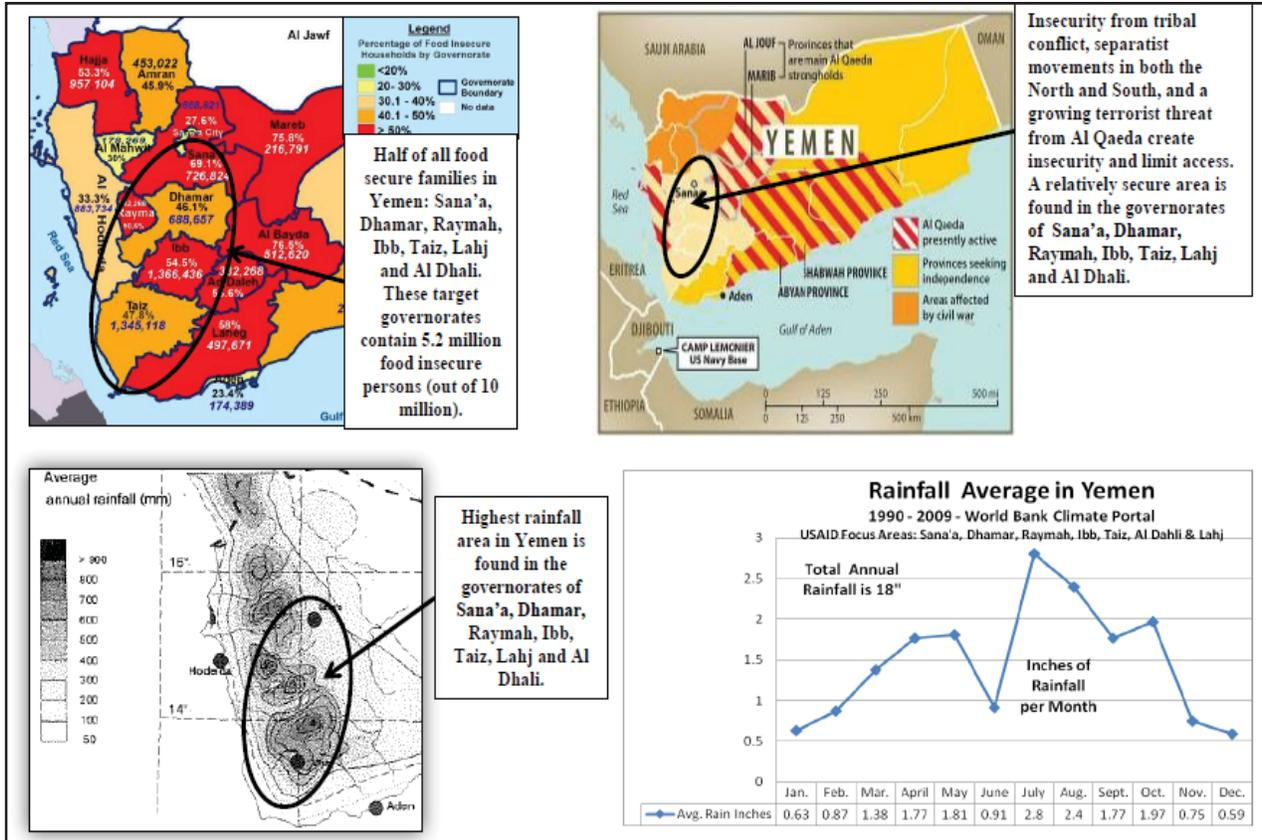 Al Jawf
Hajja
53.3%
957 104
453,022
Amran
45.9%
27.6%
Al Mahwit
30%
Mareb
75.8%
216,791
Sana
69.1%
726,824
33.3%
883,734
Al Hodieda
Rayma
Dhamar
46.1%
688,657
Ibb
54.5%
1,366,436
Al Bayda
76.5%
512,620
Taiz
47.8%
1,345,118
58%
Laheg
497,671
23.4%
174,389
Red Sea
Gulf
Legend
Percentage of Food Insecure
Households by Governorate
<20%
20- 30%
30.1 - 40%
40.1 - 50%
> 50%
Governorate
Boundary
No data
Half of all food
secure families in
Yemen: Sana’a,
Dhamar, Raymah,
Ibb, Taiz, Lahj
and Al Dhali.
These target
governorates
contain 5.2 million
food insecure
persons (out of 10
million).
SAUDI ARABIA
OMAN
AL JOUF
MARIB
Provinces that
are main Al Qaeda
strongholds
YEMEN
Red
Sea
Sanaa
ERITREA
Aden
SHABWAH PROVINCE
ABYAN PROVINCE
DJIBOUTI
Gulf of Aden
CAMP LEMONIER
US Navy Base
ETHIOPIA
SOMALIA
Al Qaeda
presently active
Provinces seeking
independence
Areas affected
by civil war
0 125 250 500 mi
0 125 250 500 km
Insecurity from tribal
conflict, separatist
movements in both the
North and South, and a
growing terrorist threat
from Al Qaeda create
insecurity and limit access.
A relatively secure area is
found in the governorates
of Sana’a, Dhamar,
Raymah, Ibb, Taiz, Lahj
and Al Dhali.
Average
annual rainfall (mm)
> 900
800
700
600
500
400
300
200
100
50
16°
14°
Aden
Highest rainfall
area in Yemen is
found in the
governorates of
Sana’a, Dhamar,
Raymah, Ibb,
Taiz, Lahj and Al
Dhali.
Rainfall Average in Yemen
1990 - 2009 - World Bank Climate Portal
USAID Focus Areas: Sana'a, Dhamar, Raymah, Ibb, Taiz, Al Dahli & Lahj
Total Annual
Rainfall is 18"
Inches of
Rainfall
per Month
3
2.5
2
1.5
1
0.5
0
Jan. Feb. Mar. April May June July Aug. Sept. Oct. Nov. Dec.
Avg. Rain Inches 0.63 0.87 1.38 1.77 1.81 0.91 2.8 2.4 1.77 1.97 0.75 0.59